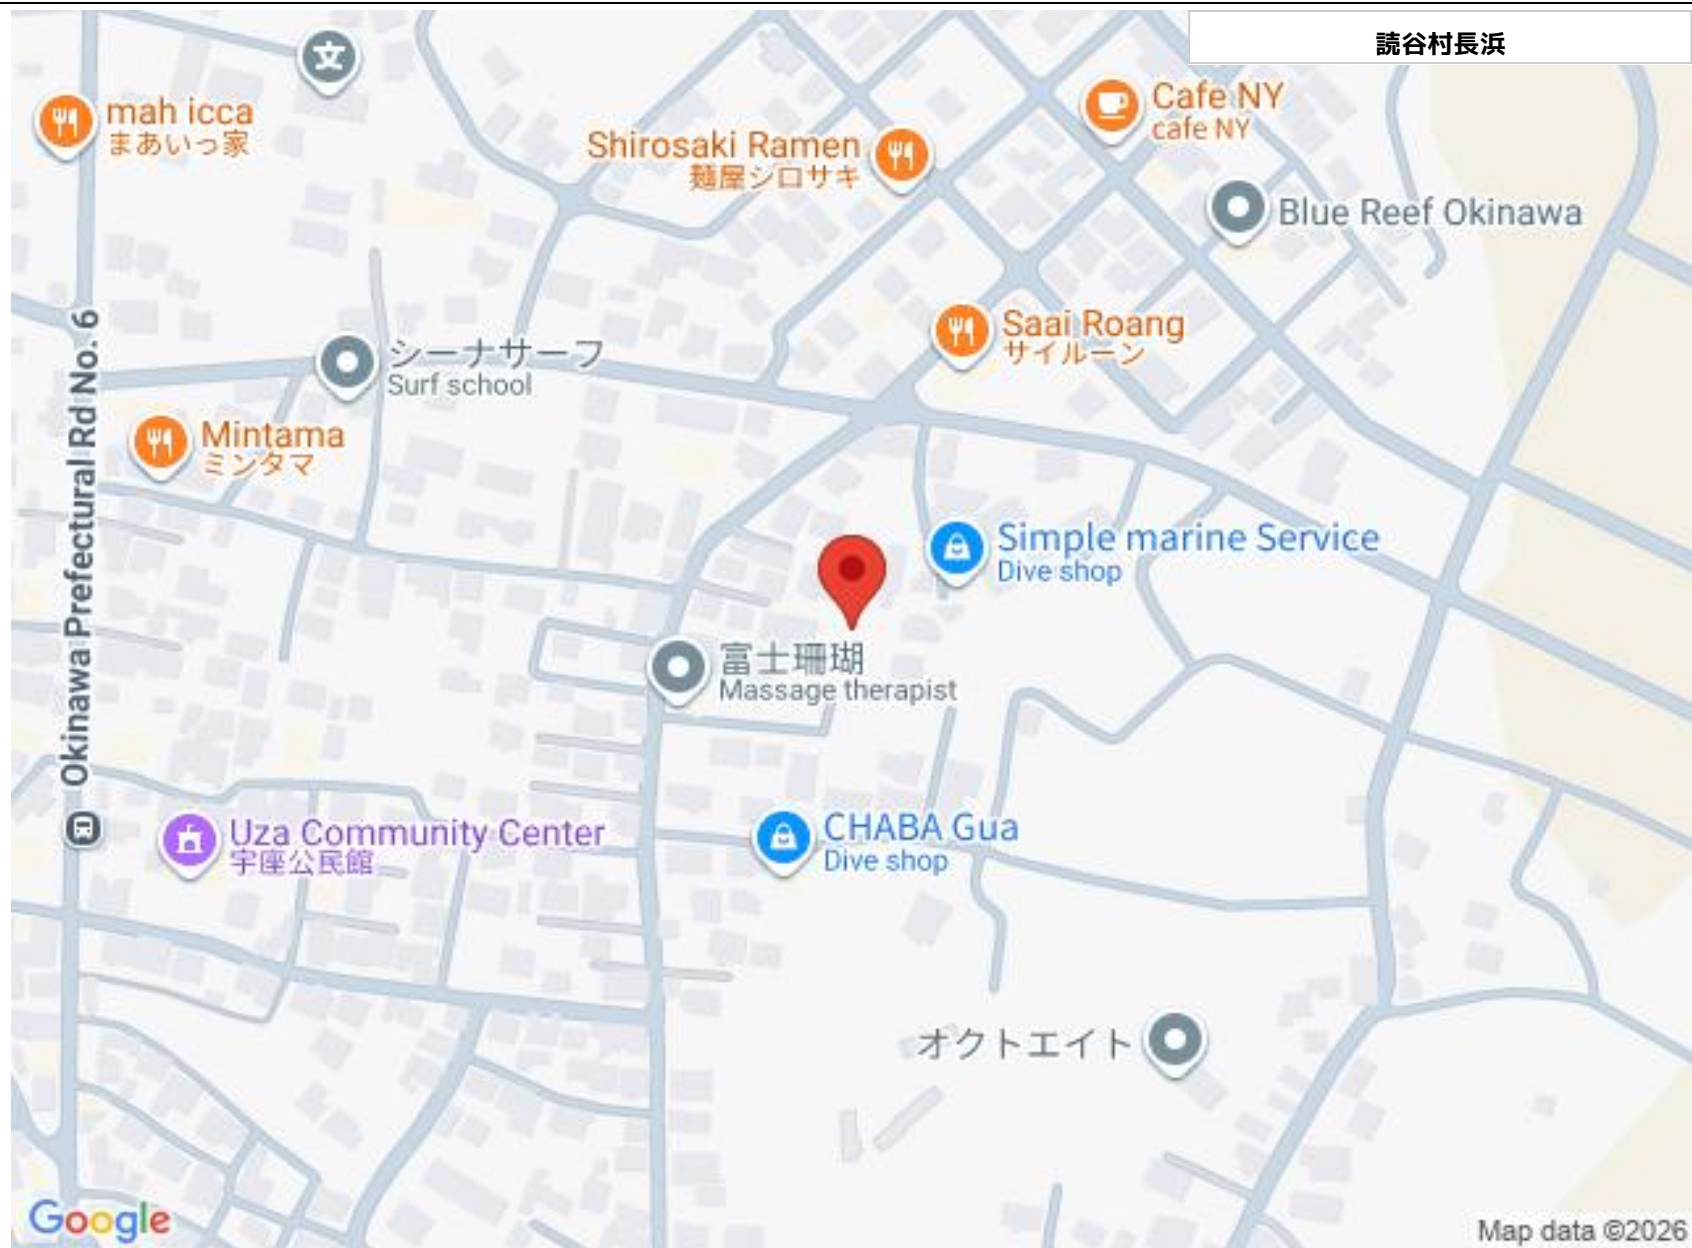 読谷村長浜
文
mah icca
まあいっ家
Cafe NY
cafe NY
Shirosaki Ramen
麺屋シロサキ
Blue Reef Okinawa
Saai Roang
サイルーン
シーナサーフ
Surf school
Okinawa Prefectural Rd No. 6
Mintama
ミンタマ
Simple marine Service
Dive shop
富士珊瑚
Massage therapist
Uza Community Center
宇座公民館
CHABA Gua
Dive shop
オクトエイト
Google
Map data ©2026